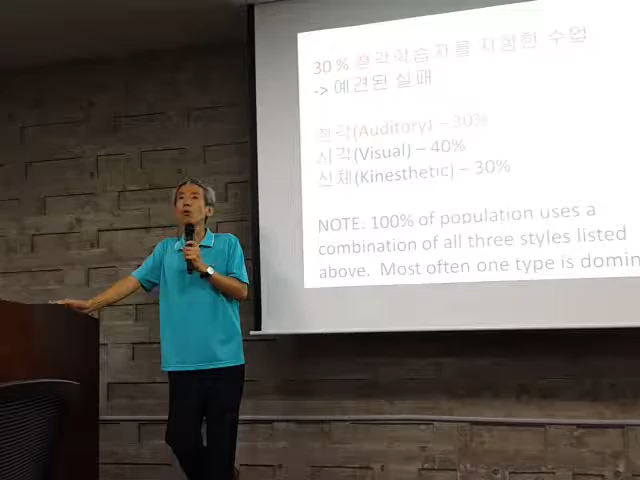 30 % 청각학습자를 지향한 수업
-> 예견된 실패
청각(Auditory) – 30%
시각(Visual) – 40%
신체(Kinesthetic) – 30%
NOTE: 100% of population uses a
combination of all three styles listed
above. Most often one type is domin